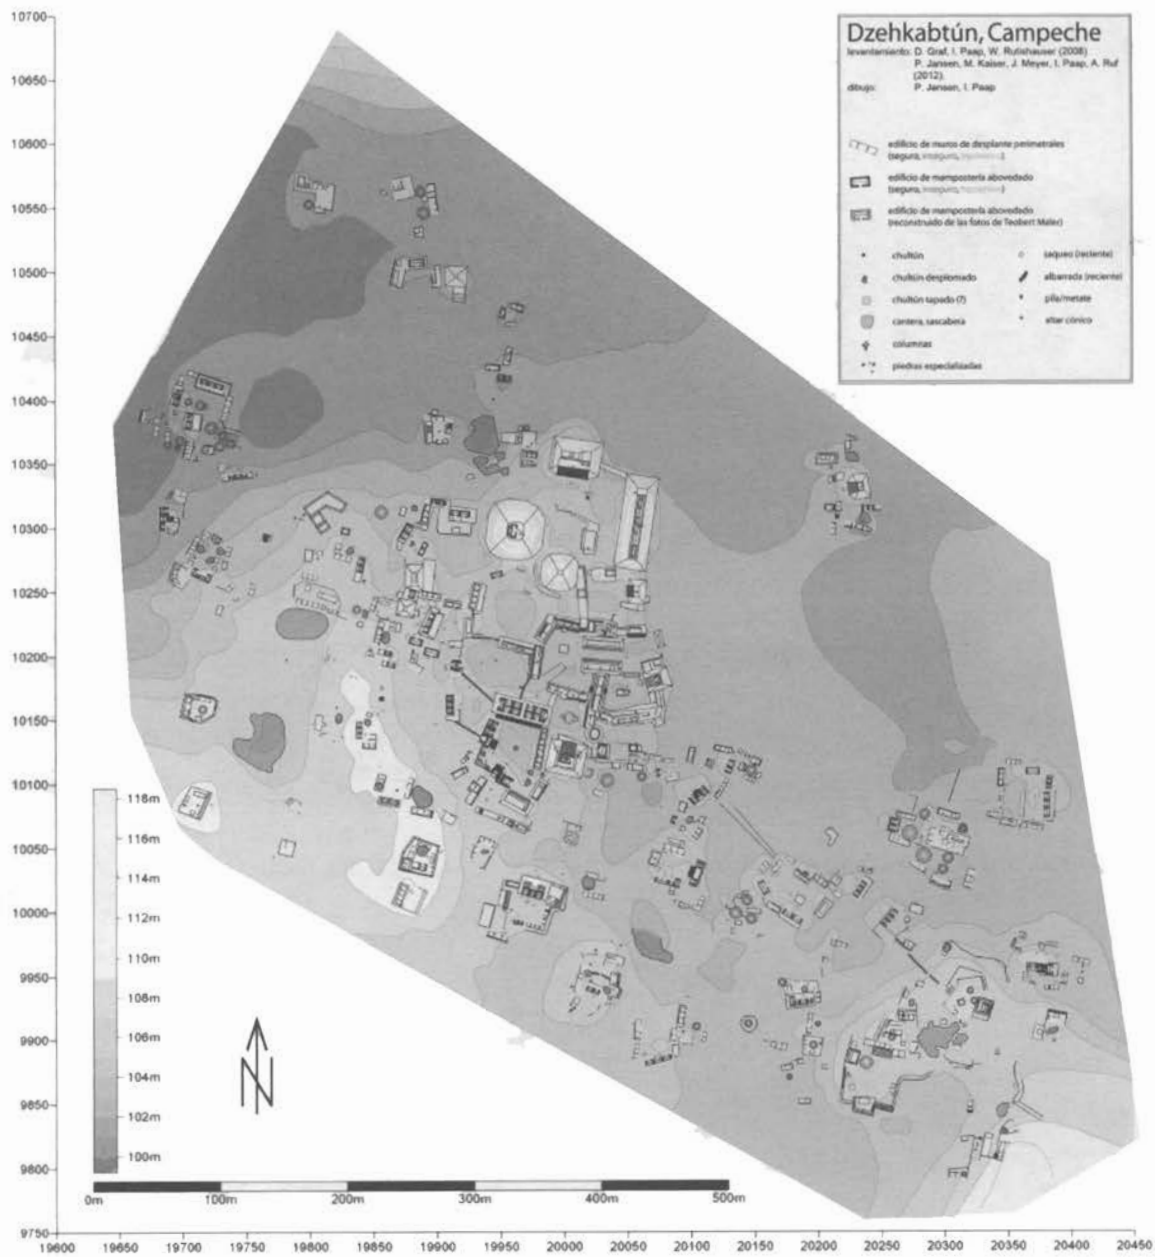 Dzehkabtún, Campeche
levantamiento: D. Graf, I. Paap, W. Rutishauser (2008)
P. Jansen, M. Kaiser, J. Meyer, I. Paap, A. Ruf
(2012).
dibujo: P. Jansen, I. Paap
edificio de muros de desplante perimetrales
(segura, inseguro,
edificio de mampostería abovedado
(segura, inseguro,
edificio de mampostería abovedado
(reconstruido de las fotos de Teobert Maler)
chultún
saqueo (reciente)
chultún desplomado
albarrada (reciente)
chultún tapado (?)
pila/metate
cantera, sascabera
altar cónico
columnas
piedras especializadas
10700
10650
10600
10550
10500
10450
10400
10350
10300
10250
10200
10150
10100
10050
10000
9950
9900
9850
9800
9750
118m
116m
114m
112m
110m
108m
106m
104m
102m
100m
N
0m 100m 200m 300m 400m 500m
19600 19650 19700 19750 19800 19850 19900 19950 20000 20050 20100 20150 20200 20250 20300 20350 20400 20450